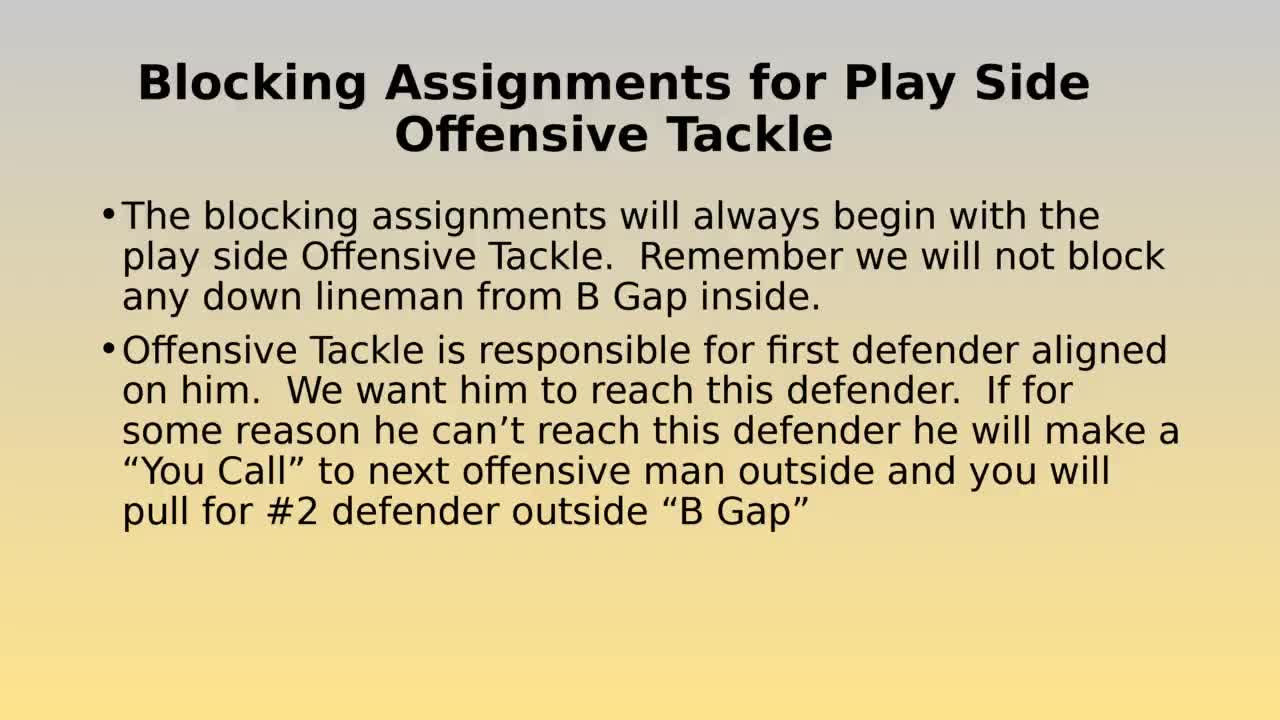 Blocking Assignments for Play Side
Offensive Tackle
•The blocking assignments will always begin with the
play side Offensive Tackle.  Remember we will not block
any down lineman from B Gap inside.
•Offensive Tackle is responsible for first defender aligned
on him.  We want him to reach this defender.  If for
some reason he can’t reach this defender he will make a
“You Call” to next offensive man outside and you will
pull for #2 defender outside “B Gap”